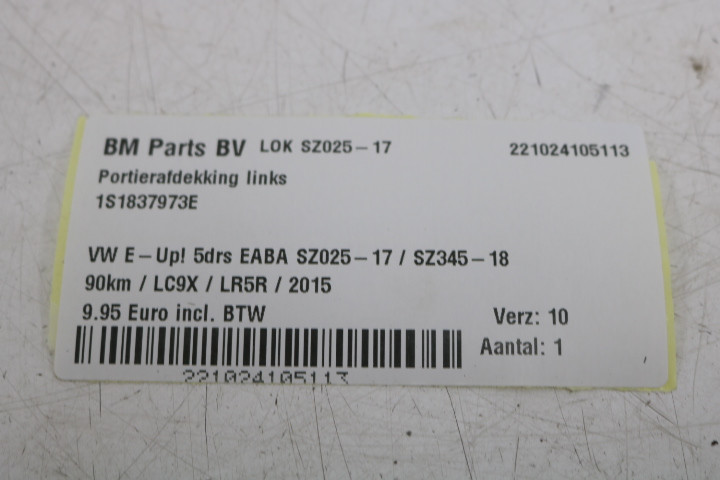 BM Parts BV LOK SZ025-17 221024105113
Portierafdekking links
1S1837973E
VW E-Up! 5drs EABA SZ025-17 / SZ345-18
90km / LC9X / LR5R / 2015
9.95 Euro incl. BTW Verz: 10
Aantal: 1
221024105113